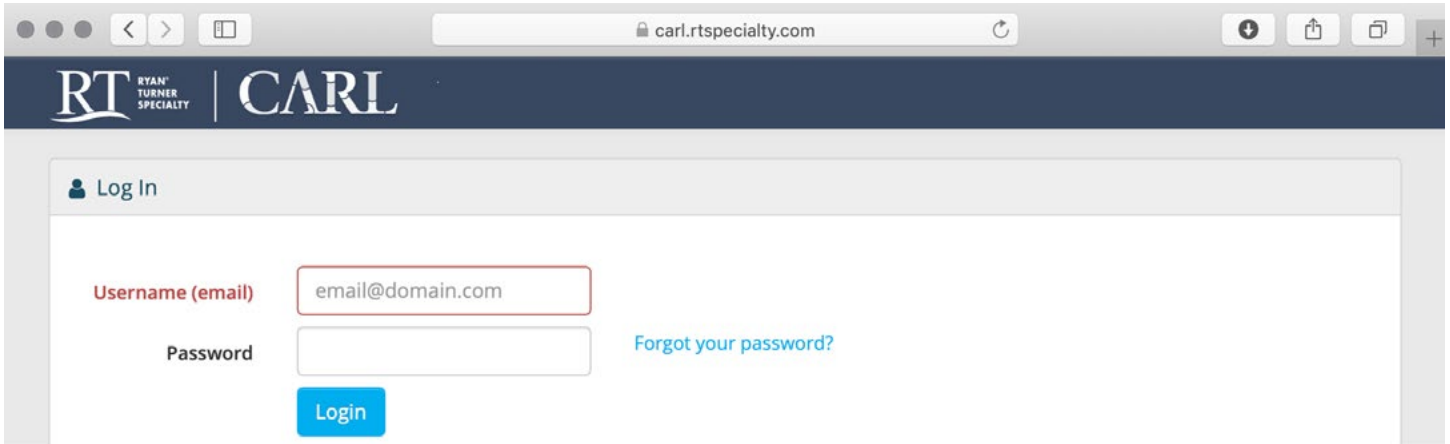 carl.rtspecialty.com
RT RYAN TURNER SPECIALTY | CARL
Log In
Username (email) email@domain.com
Password Forgot your password?
Login